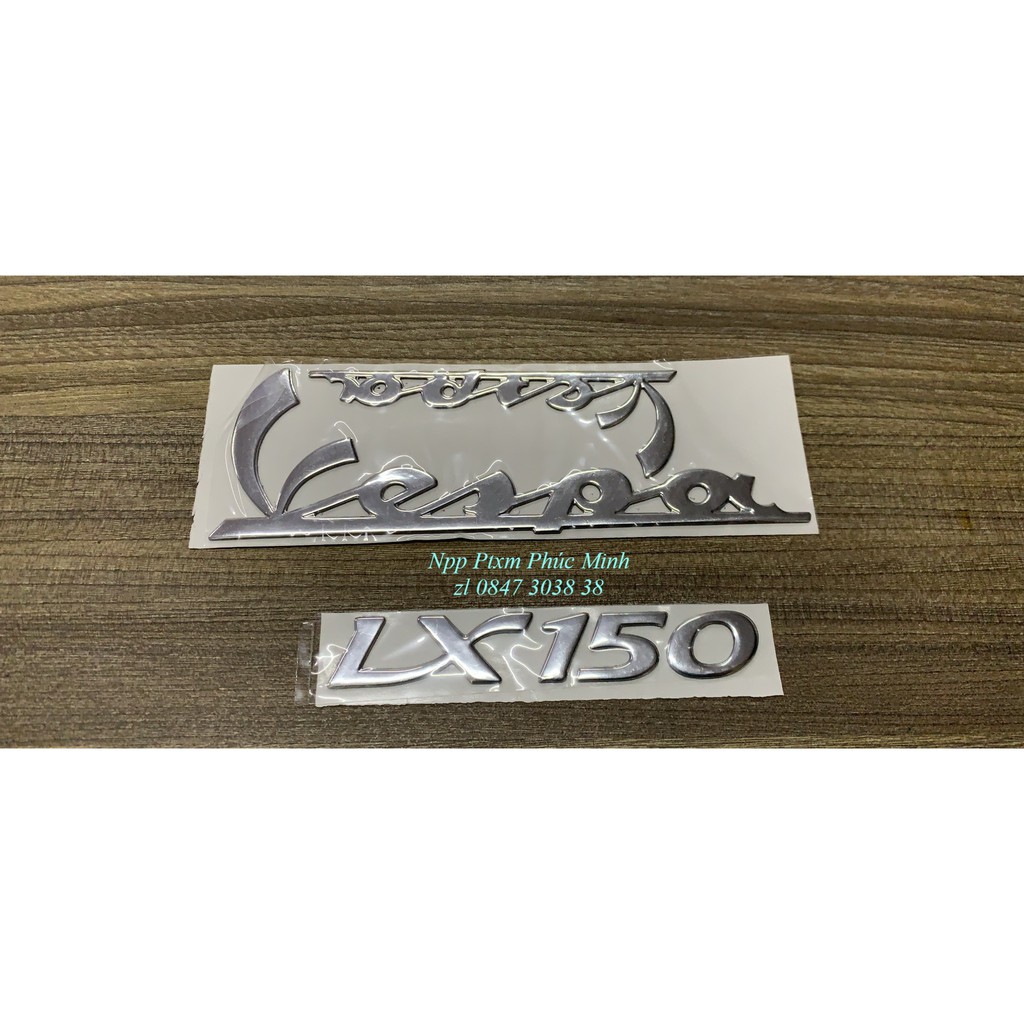 Vespa
Vespa
Npp Ptxm Phúc Minh
zl 0847 3038 38
LX150